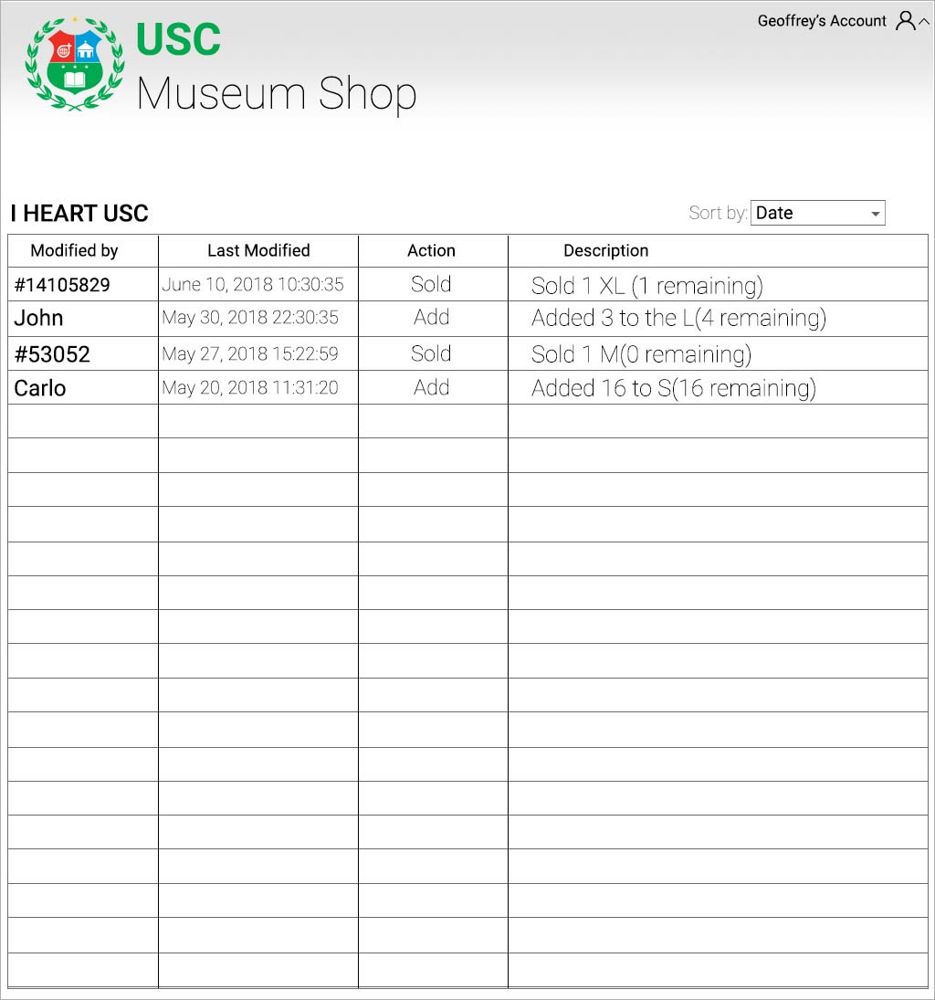 Geoffrey's Account
USC
Museum Shop
I HEART USC
Sort by: Date
Modified by Last Modified Action Description
#14105829 June 10, 2018 10:30:35 Sold Sold 1 XL (1 remaining)
John May 30, 2018 22:30:35 Add Added 3 to the L(4 remaining)
#53052 May 27, 2018 15:22:59 Sold Sold 1 M(0 remaining)
Carlo May 20, 2018 11:31:20 Add Added 16 to S(16 remaining)